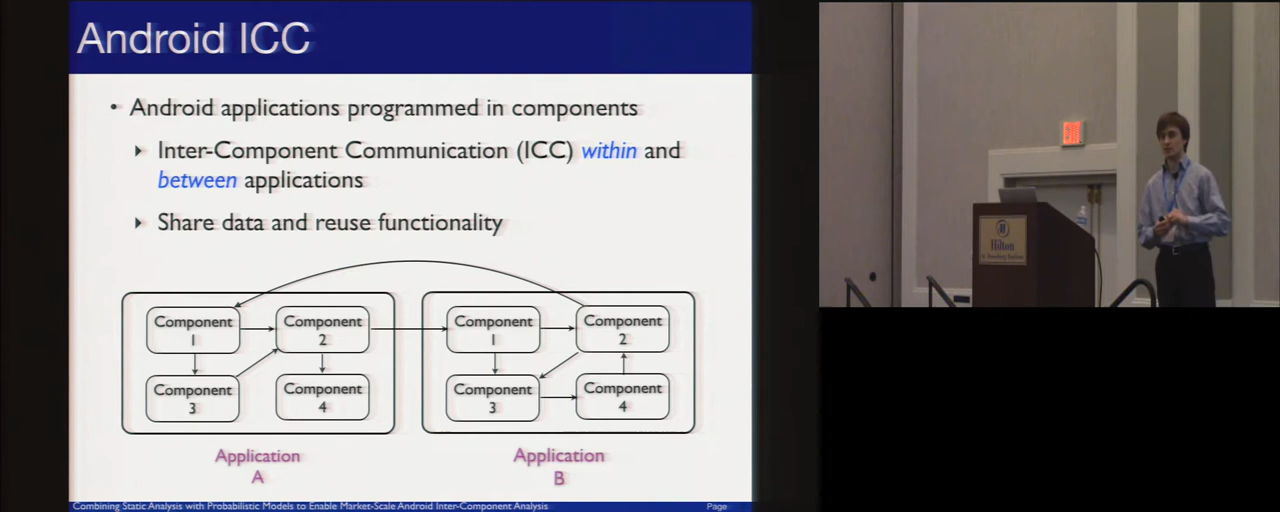 Android ICC
• Android applications programmed in components
Inter-Component Communication (ICC) within and
between applications
Share data and reuse functionality
Component
1
Component
2
Component
3
Component
4
Component
1
Component
2
Component
3
Component
4
Application
A
Application
B
Combining Static Analysis with Probabilistic Models to Enable Market-Scale Android Inter-Component Analysis
Page
Hilton